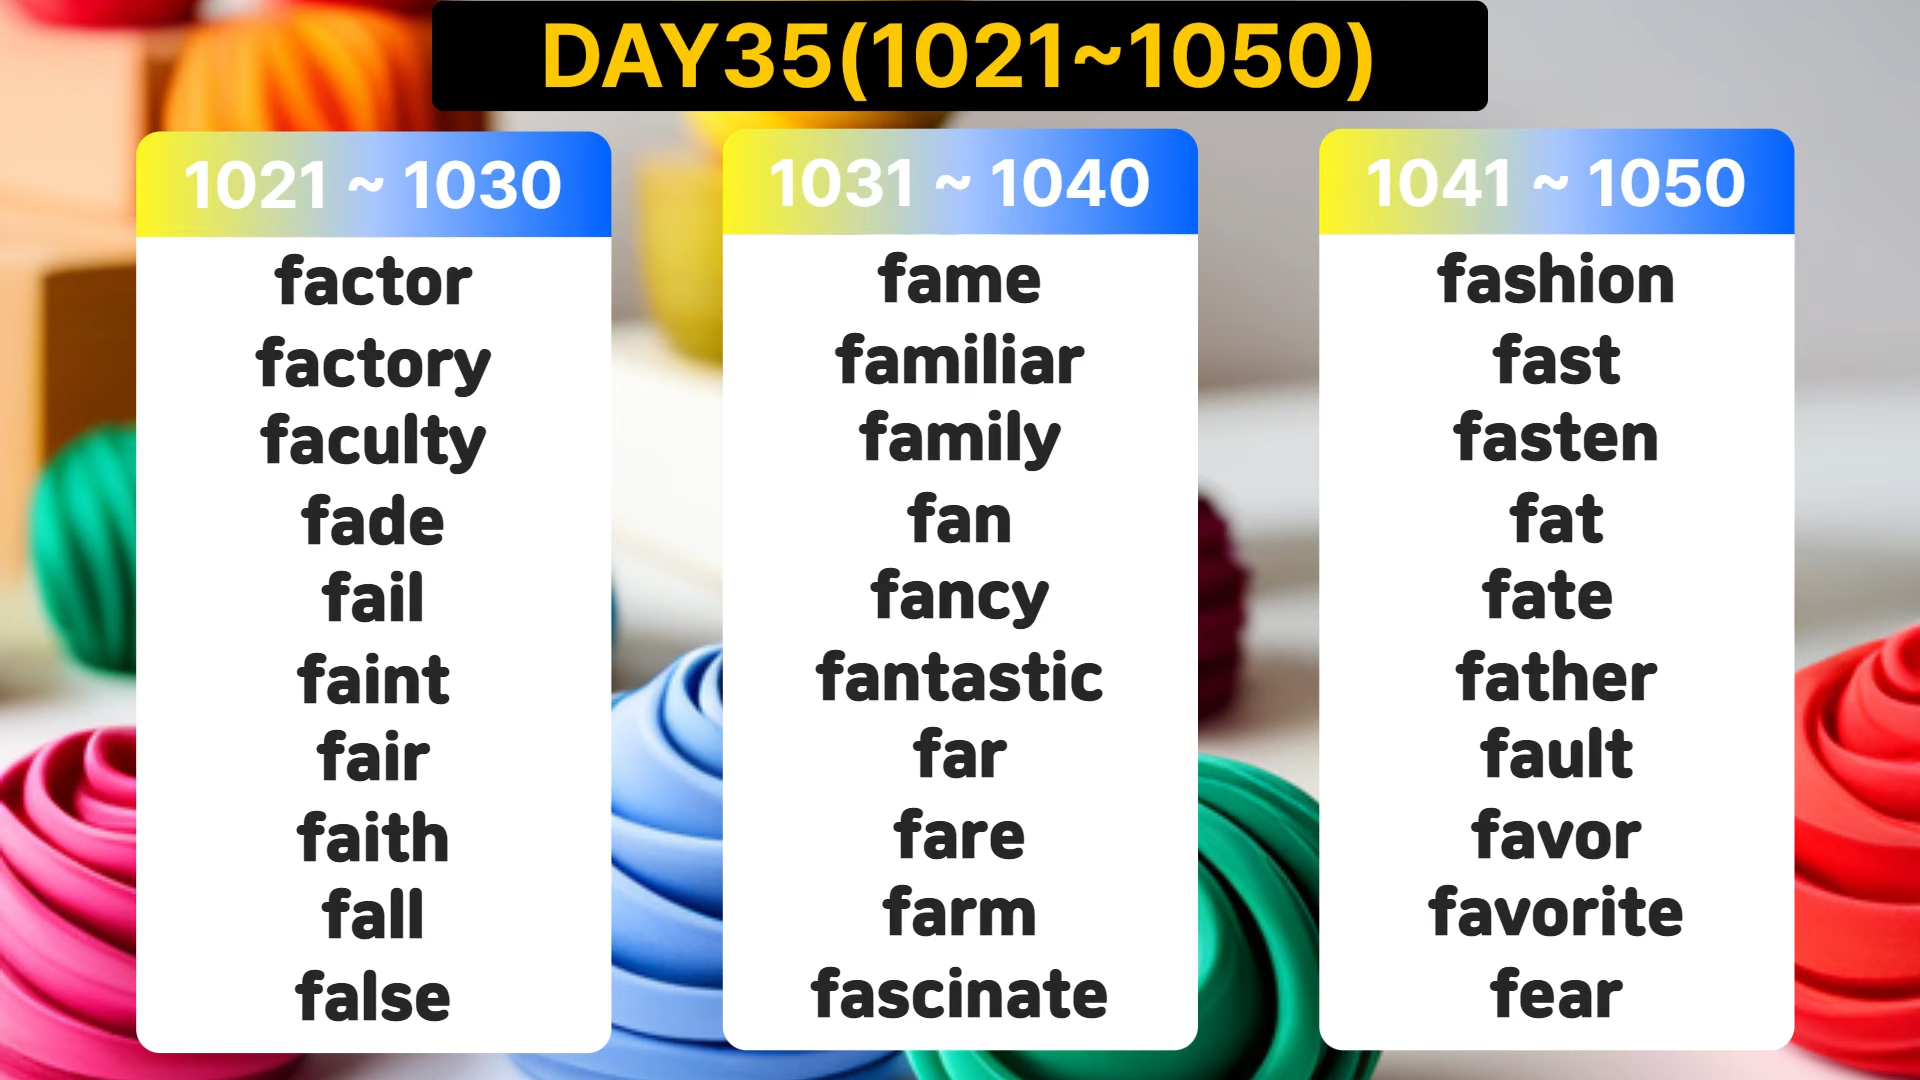 DAY35(1021~1050)
1021 ~ 1030
factor
factory
faculty
fade
fail
faint
fair
faith
fall
false
1031 ~ 1040
fame
familiar
family
fan
fancy
fantastic
far
fare
farm
fascinate
1041 ~ 1050
fashion
fast
fasten
fat
fate
father
fault
favor
favorite
fear